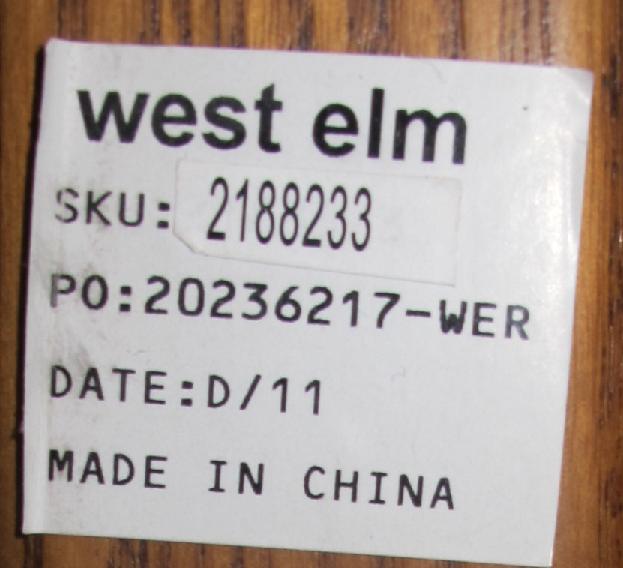 west elm
SKU: 2188233
PO:20236217-WER
DATE:D/11
MADE IN CHINA